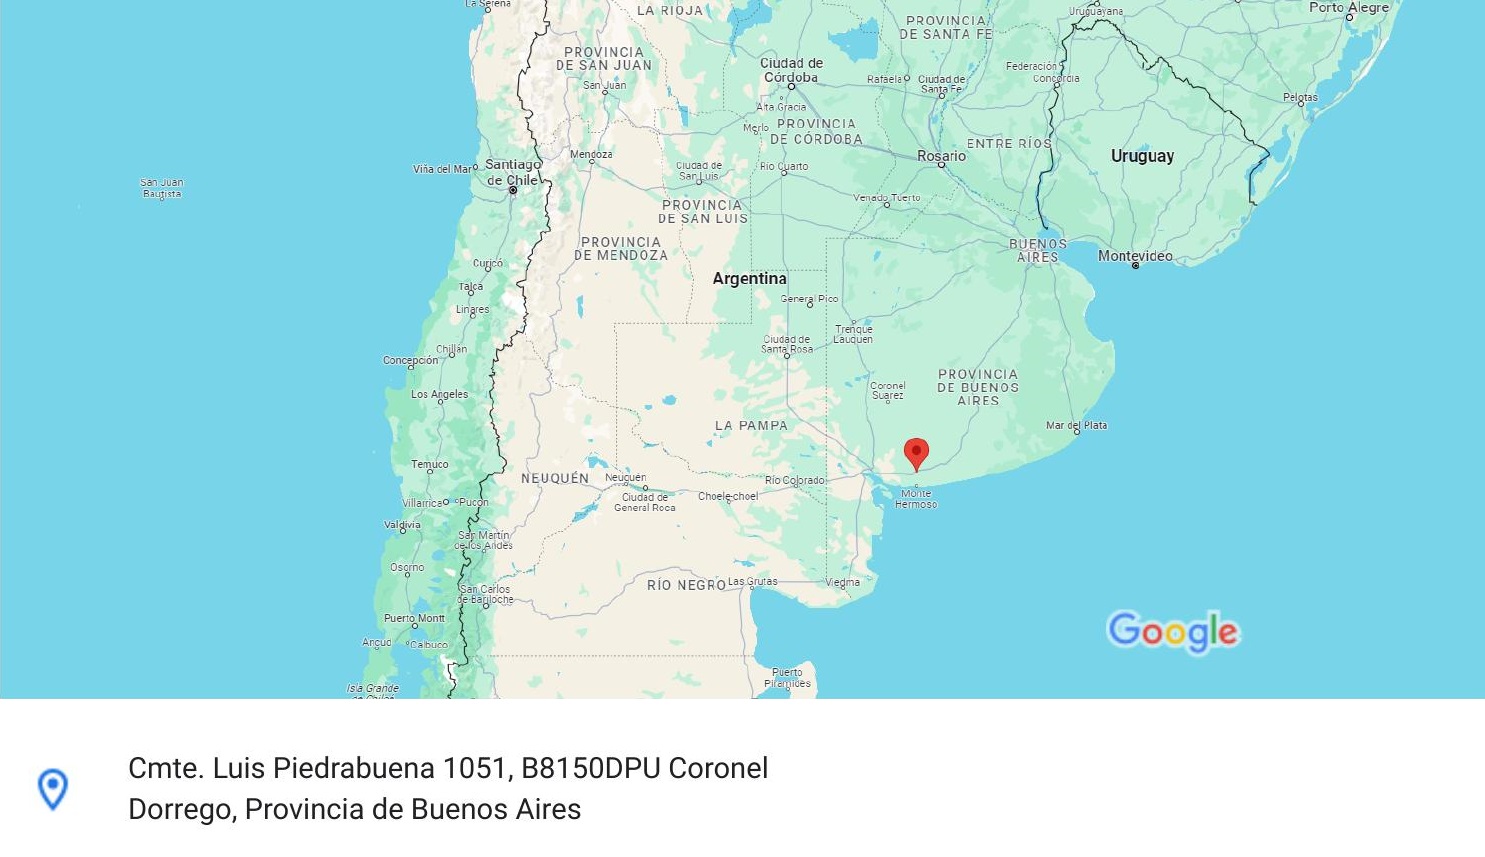 La Serena
LA RIOJA
PROVINCIA
DE SANTA FE
Uruguayana
Porto Alegre
PROVINCIA
DE SAN JUAN
San Juan
Ciudad de
Córdoba
Rafaela
Ciudad de
Santa Fe
Federación
Concordia
Pelotas
Alta Gracia
Merlo
PROVINCIA
DE CÓRDOBA
ENTRE RÍOS
Viña del Mar
Santiago
de Chile
Mendoza
Ciudad de
San Luis
Río Cuarto
Rosario
Uruguay
San Juan
Bautista
PROVINCIA
DE SAN LUIS
Venado Tuerto
PROVINCIA
DE MENDOZA
BUENOS
AIRES
Montevideo
Curicó
Talca
Linares
Argentina
General Pico
Trenque
Lauquen
Ciudad de
Santa Rosa
Chillán
Concepción
Los Angeles
Coronel
Suarez
PROVINCIA
DE BUENOS
AIRES
LA PAMPA
Mar del Plata
Temuco
NEUQUÉN
Neuquén
Ciudad de
General Roca
Choele-choel
Río Colorado
Monte
Hermoso
Villarrica
Pucón
Valdivia
San Martín
de los Andes
Osorno
San Carlos
de Bariloche
RÍO NEGRO
Las Grutas
Viedma
Puerto Montt
Ancud
Calbuco
Puerto
Pirámides
Isla Grande
de Chiloé
Google
Cmte. Luis Piedrabuena 1051, B8150DPU Coronel
Dorrego, Provincia de Buenos Aires